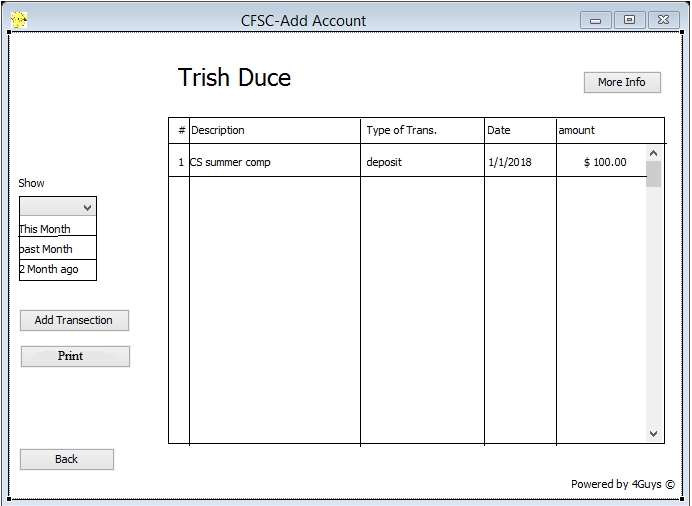 CFSC-Add Account
Trish Duce
More Info
# Description Type of Trans. Date amount
1 CS summer comp deposit 1/1/2018 $ 100.00
Show
This Month
past Month
2 Month ago
Add Transection
Print
Back
Powered by 4Guys ©